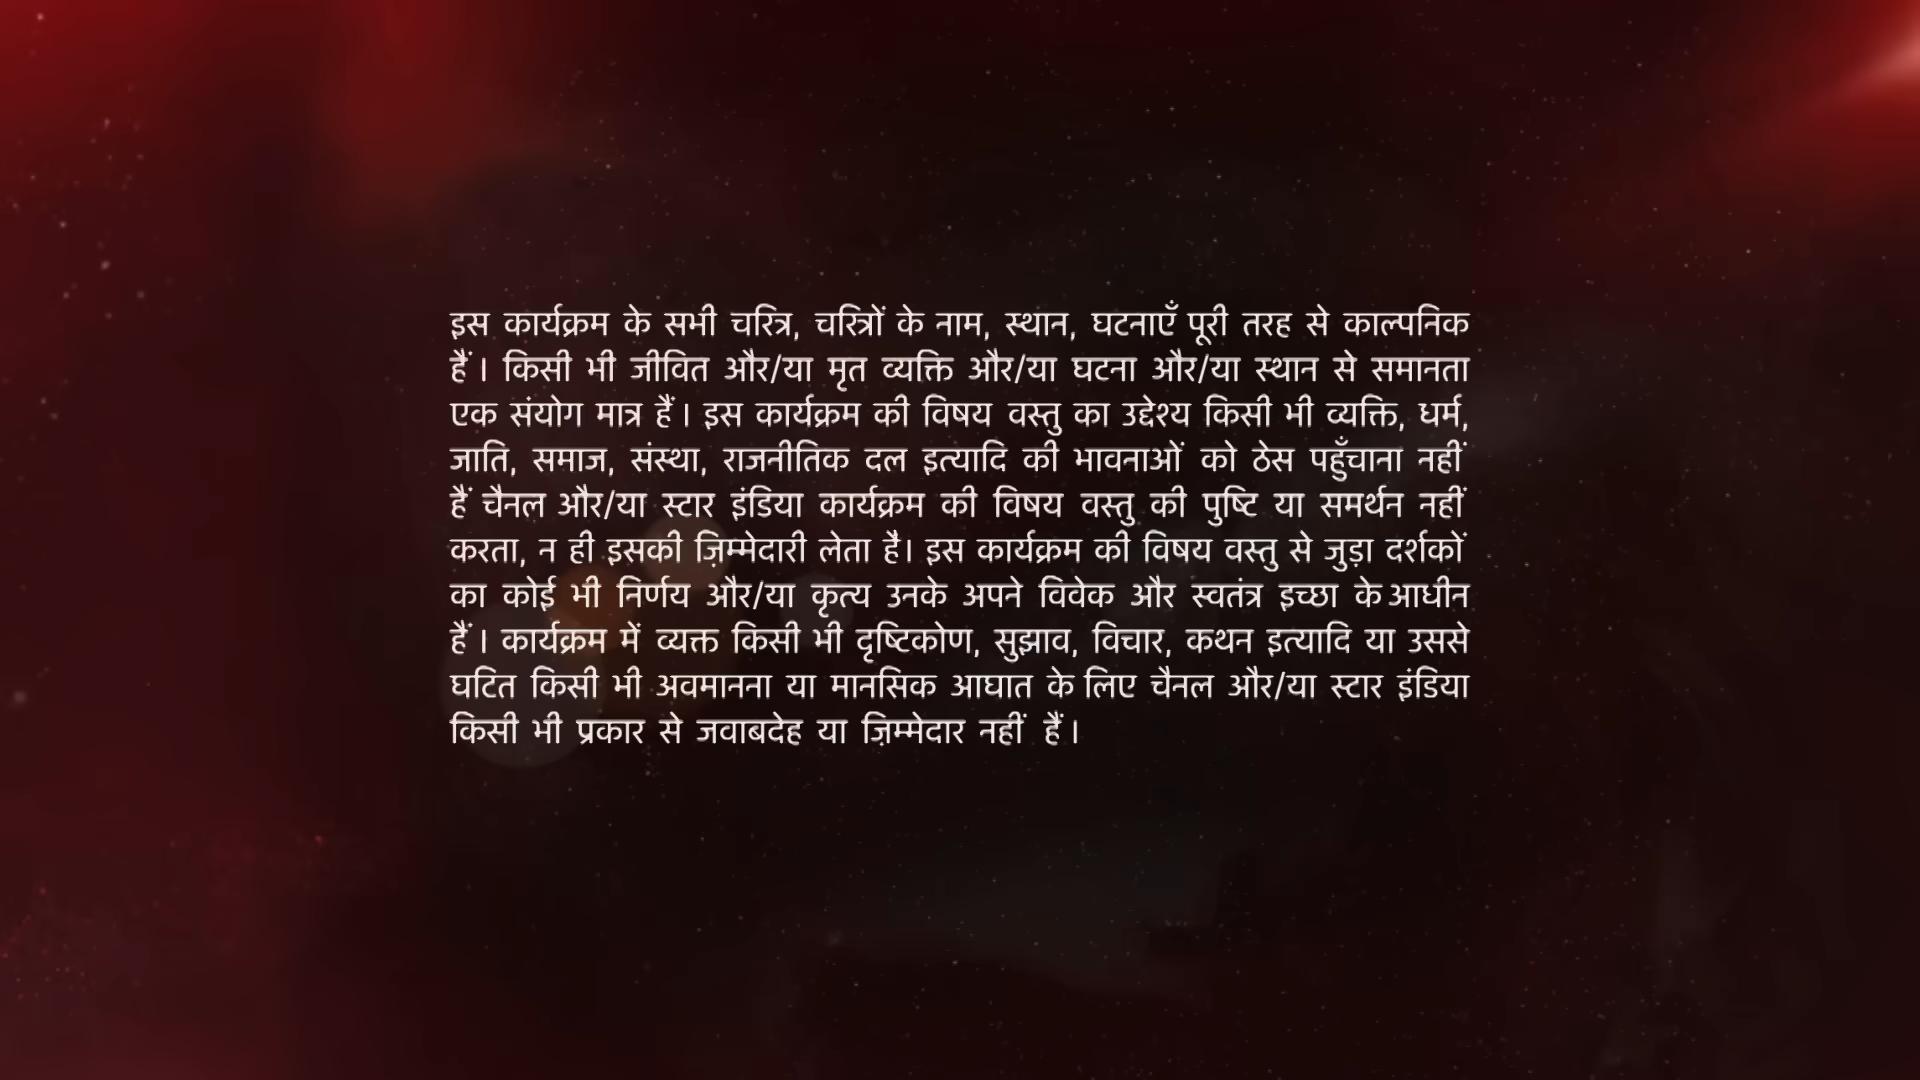 इस कार्यक्रम के सभी चरित्र, चरित्रों के नाम, स्थान, घटनाएँ पूरी तरह से काल्पनिक
हैं। किसी भी जीवित और/या मृत व्यक्ति और/या घटना और/या स्थान से समानता
एक संयोग मात्र हैं। इस कार्यक्रम की विषय वस्तु का उद्देश्य किसी भी व्यक्ति, धर्म,
जाति, समाज, संस्था, राजनीतिक दल इत्यादि की भावनाओं को ठेस पहुँचाना नहीं
हैं चैनल और/या स्टार इंडिया कार्यक्रम की विषय वस्तु की पुष्टि या समर्थन नहीं
करता, न ही इसकी ज़िम्मेदारी लेता है। इस कार्यक्रम की विषय वस्तु से जुड़ा दर्शकों
का कोई भी निर्णय और/या कृत्य उनके अपने विवेक और स्वतंत्र इच्छा के आधीन
हैं। कार्यक्रम में व्यक्त किसी भी दृष्टिकोण, सुझाव, विचार, कथन इत्यादि या उससे
घटित किसी भी अवमानना या मानसिक आघात के लिए चैनल और/या स्टार इंडिया
किसी भी प्रकार से जवाबदेह या ज़िम्मेदार नहीं हैं।